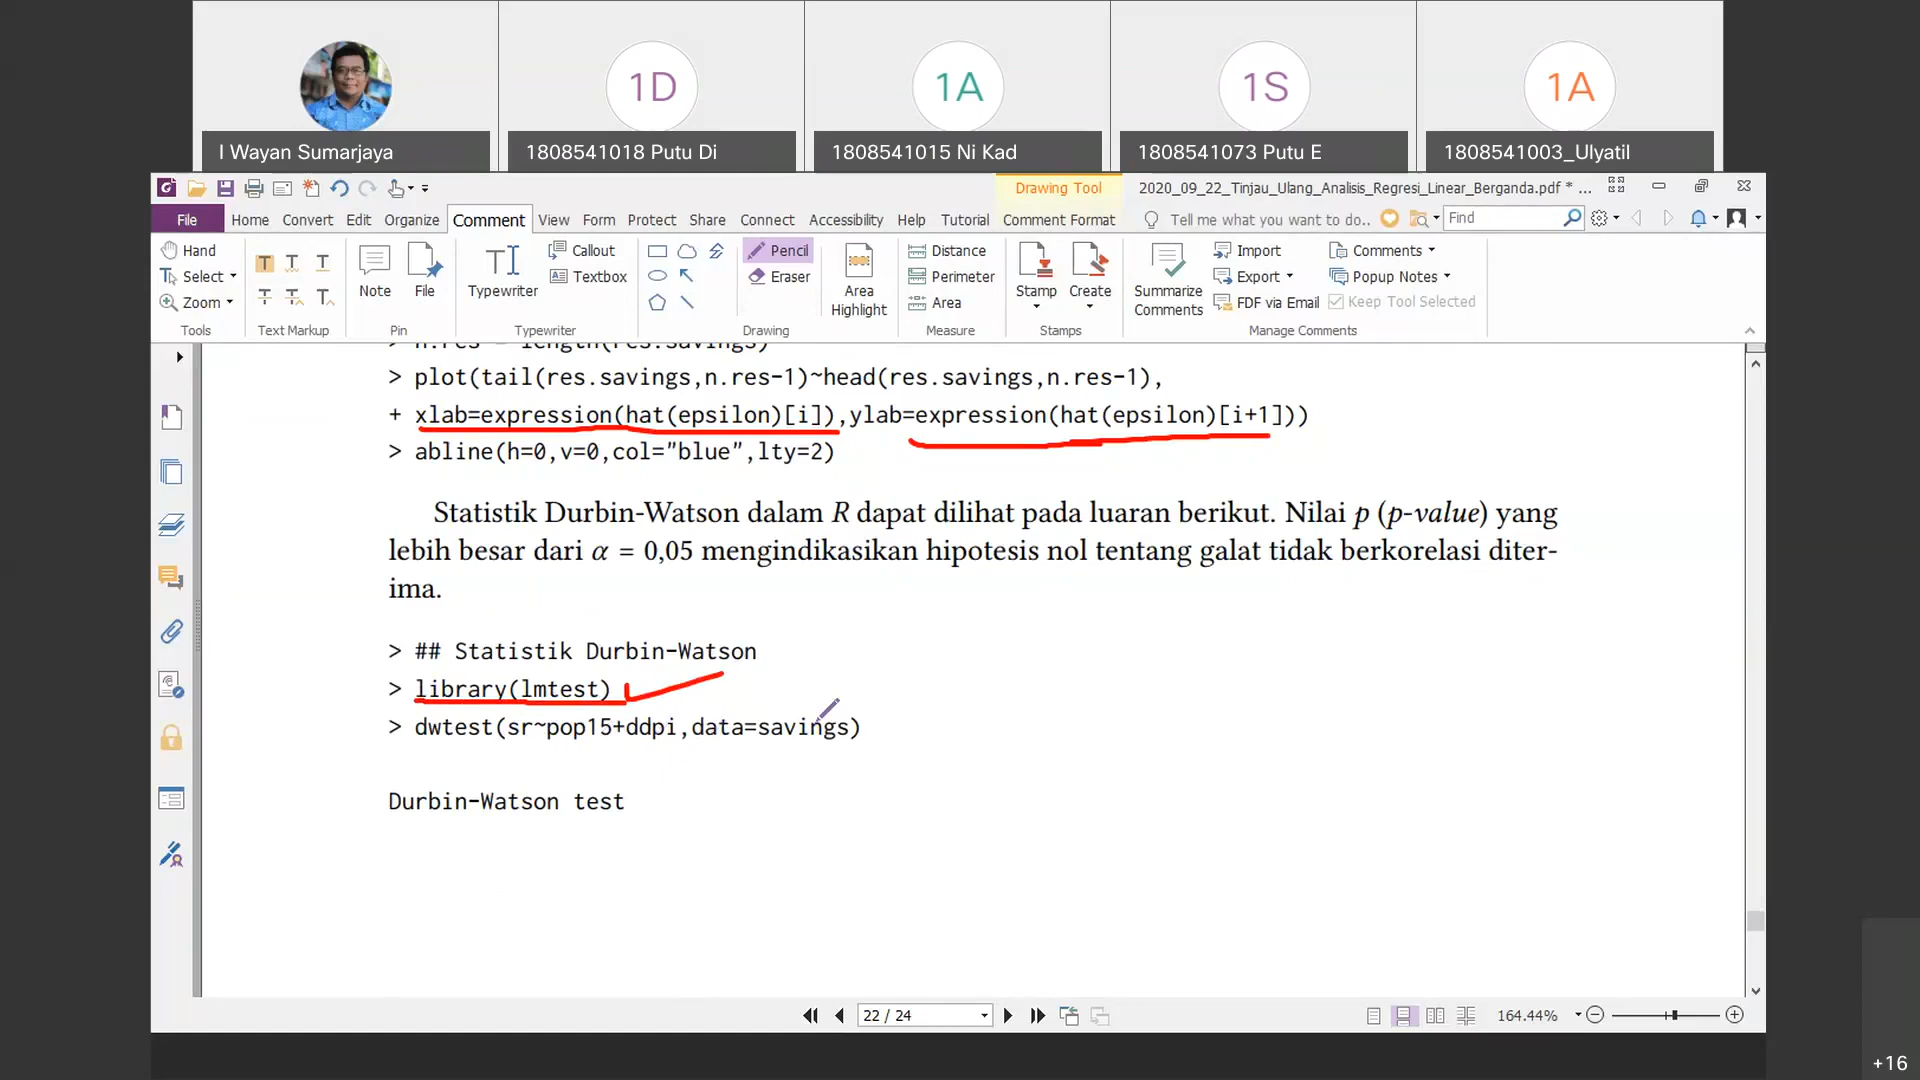 1D
1A
1S
1A
I Wayan Sumarjaya
1808541018 Putu Di
1808541015 Ni Kad
1808541073 Putu E
1808541003_Ulyatil
Drawing Tool
2020_09_22_Tinjau_Ulang_Analisis_Regresi_Linear_Berganda.pdf * ...
File Home Convert Edit Organize Comment View Form Protect Share Connect Accessibility Help Tutorial Comment Format Tell me what you want to do.. Find
Hand
Select
Zoom
Tools
Text Markup
Note
File
Pin
Typewriter
Callout
Textbox
Typewriter
Pencil
Eraser
Drawing
Area Highlight
Distance
Perimeter
Area
Measure
Stamp
Create
Stamps
Summarize Comments
Import
Export
FDF via Email
Comments
Popup Notes
Keep Tool Selected
Manage Comments
> n.res = length(res.savings)
> plot(tail(res.savings,n.res-1)~head(res.savings,n.res-1),
+ xlab=expression(hat(epsilon)[i]),ylab=expression(hat(epsilon)[i+1]))
> abline(h=0,v=0,col="blue",lty=2)
Statistik Durbin-Watson dalam R dapat dilihat pada luaran berikut. Nilai p (p-value) yang
lebih besar dari α = 0,05 mengindikasikan hipotesis nol tentang galat tidak berkorelasi diter-
ima.
> ## Statistik Durbin-Watson
> library(lmtest)
> dwtest(sr~pop15+ddpi,data=savings)
Durbin-Watson test
22 / 24
164.44%
+16